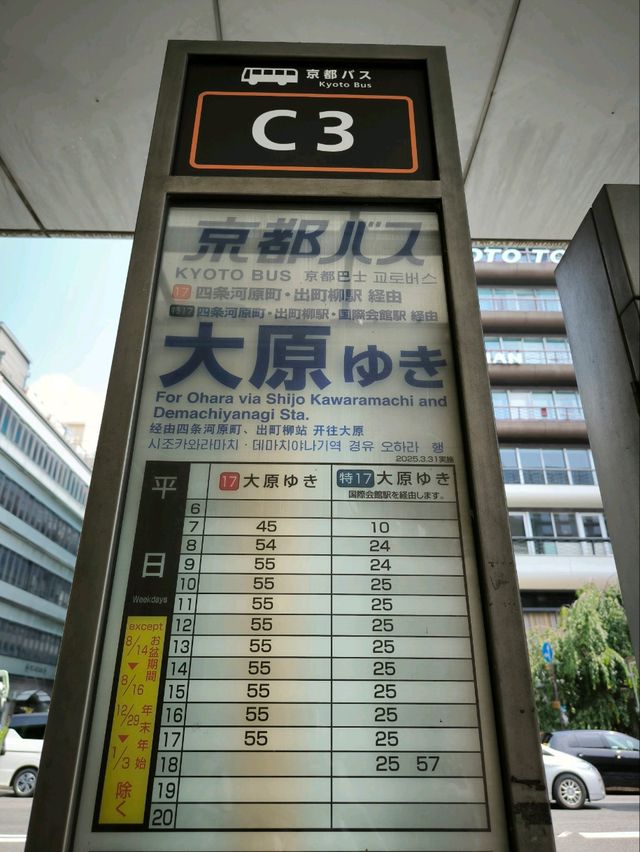 京都バス
Kyoto Bus
C3
京都バス
KYOTO BUS 京都巴士 교로버스
17 四条河原町・出町柳駅 経由
特17 四条河原町・出町柳駅・国際会館駅 経由
大原ゆき
For Ohara via Shijo Kawaramachi and
Demachiyanagi Sta.
经由四条河原町、出町柳站 开往大原
시조카와라마치・데마치야나기역 경유 오하라 행
2025.3.31実施
平日 17 大原ゆき 特17 大原ゆき
国際会館駅を経由します。
Weekdays
6
7 45 10
8 54 24
9 55 24
10 55 25
11 55 25
12 55 25
13 55 25
14 55 25
15 55 25
16 55 25
17 55 25
18 25 57
19
20
except
8/14▼8/16 お盆期間
12/29▼1/3 年末年始
除く
OTO TO